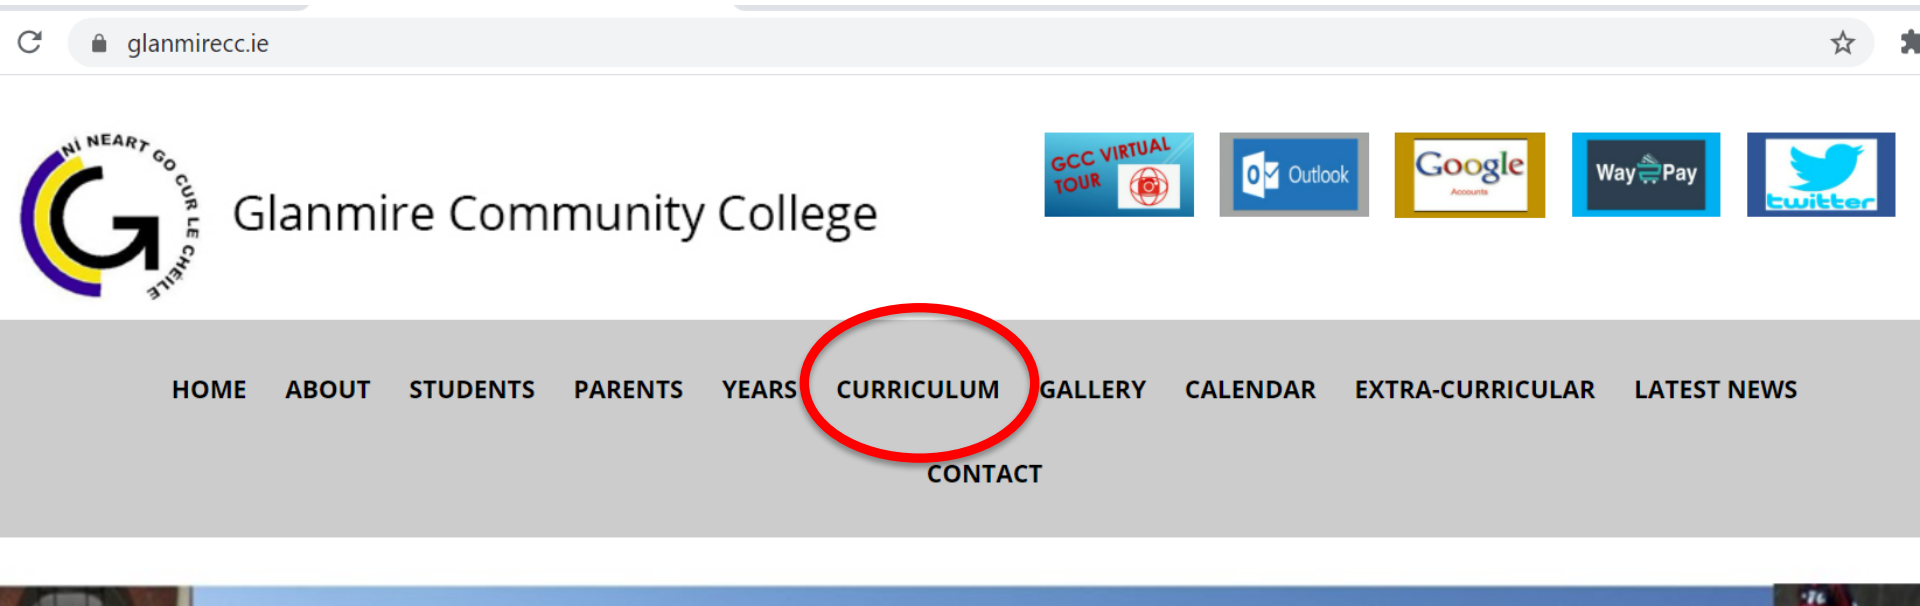 glanmirecc.ie
NÍ NEART GO CUR LE CHÉILE
Glanmire Community College
GCC VIRTUAL
TOUR
Outlook
Google
Accounts
Way Pay
twitter
HOME ABOUT STUDENTS PARENTS YEARS CURRICULUM GALLERY CALENDAR EXTRA-CURRICULAR LATEST NEWS
CONTACT